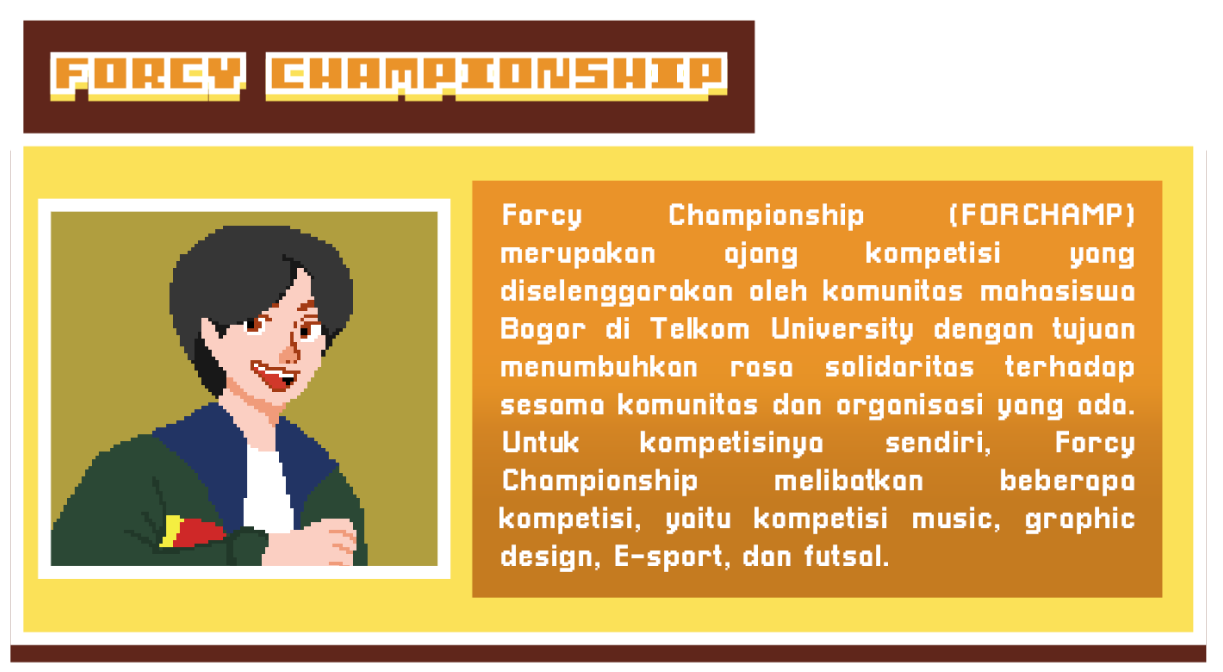 FORCY CHAMPIONSHIP
Forcy Championship (FORCHAMP)
merupakan ajang kompetisi yang
diselenggarakan oleh komunitas mahasiswa
Bogor di Telkom University dengan tujuan
menumbuhkan rasa solidaritas terhadap
sesama komunitas dan organisasi yang ada.
Untuk kompetisinya sendiri, Forcy
Championship melibatkan beberapa
kompetisi, yaitu kompetisi music, graphic
design, E-sport, dan futsal.